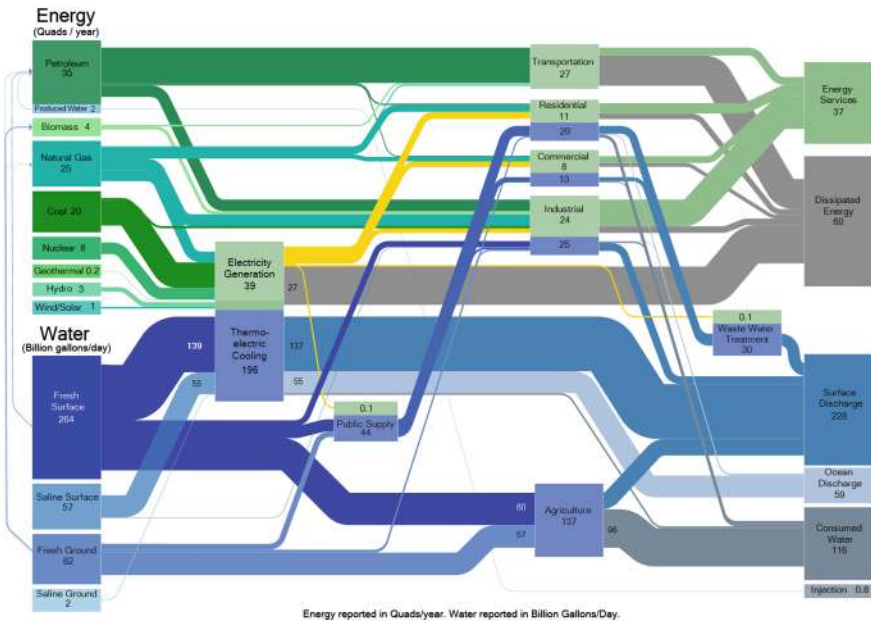 Energy
(Quads / year)
Petroleum
35
Produced Water 2
Biomass 4
Natural Gas
25
Coal 20
Nuclear 8
Geothermal 0.2
Hydro 3
Wind/Solar 1
Water
(Billion gallons/day)
Fresh
Surface
264
Saline Surface
57
Fresh Ground
82
Saline Ground
2
Electricity
Generation
39
27
Thermo-
electric
Cooling
196
139
55
137
55
0.1
Public Supply
44
Transportation
27
Residential
11
29
Commercial
8
13
Industrial
24
25
80
57
Agriculture
137
96
0.1
Waste Water
Treatment
30
Energy
Services
37
Dissipated
Energy
60
Surface
Discharge
228
Ocean
Discharge
59
Consumed
Water
116
Injection 0.8
Energy reported in Quads/year. Water reported in Billion Gallons/Day.